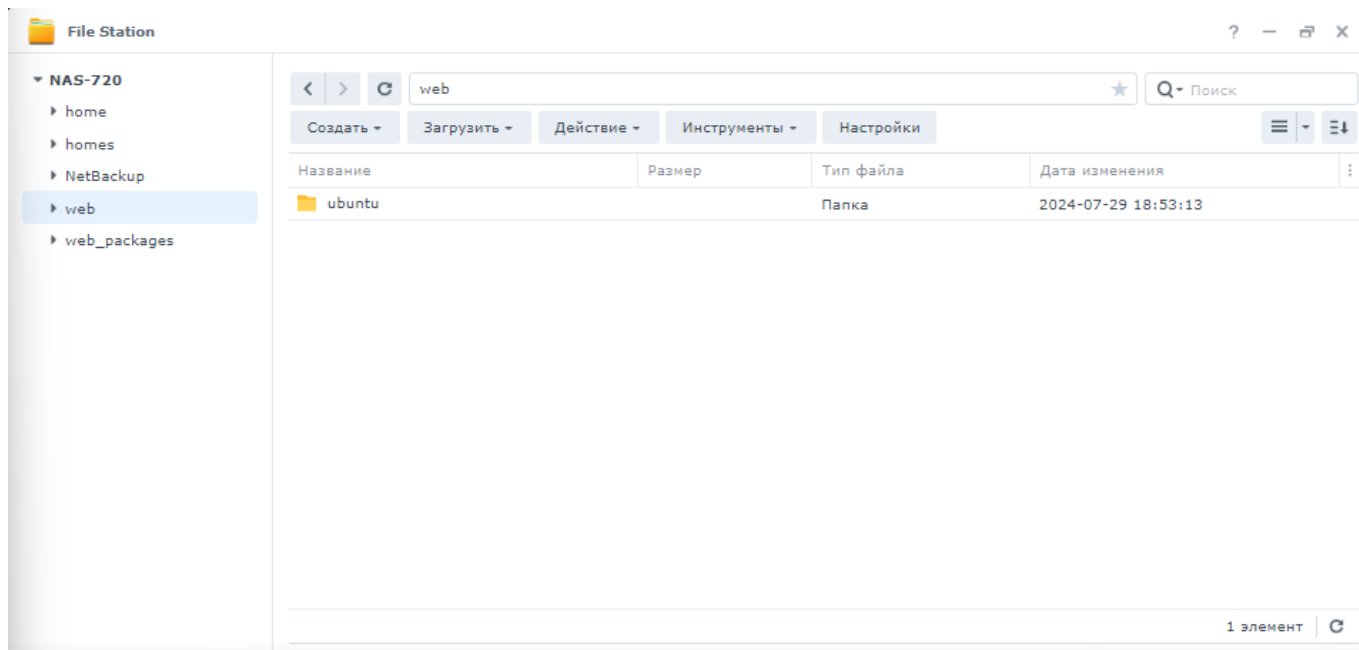 File Station
NAS-720
home
homes
NetBackup
web
web_packages
web
Поиск
Создать
Загрузить
Действие
Инструменты
Настройки
Название Размер Тип файла Дата изменения
ubuntu Папка 2024-07-29 18:53:13
1 элемент